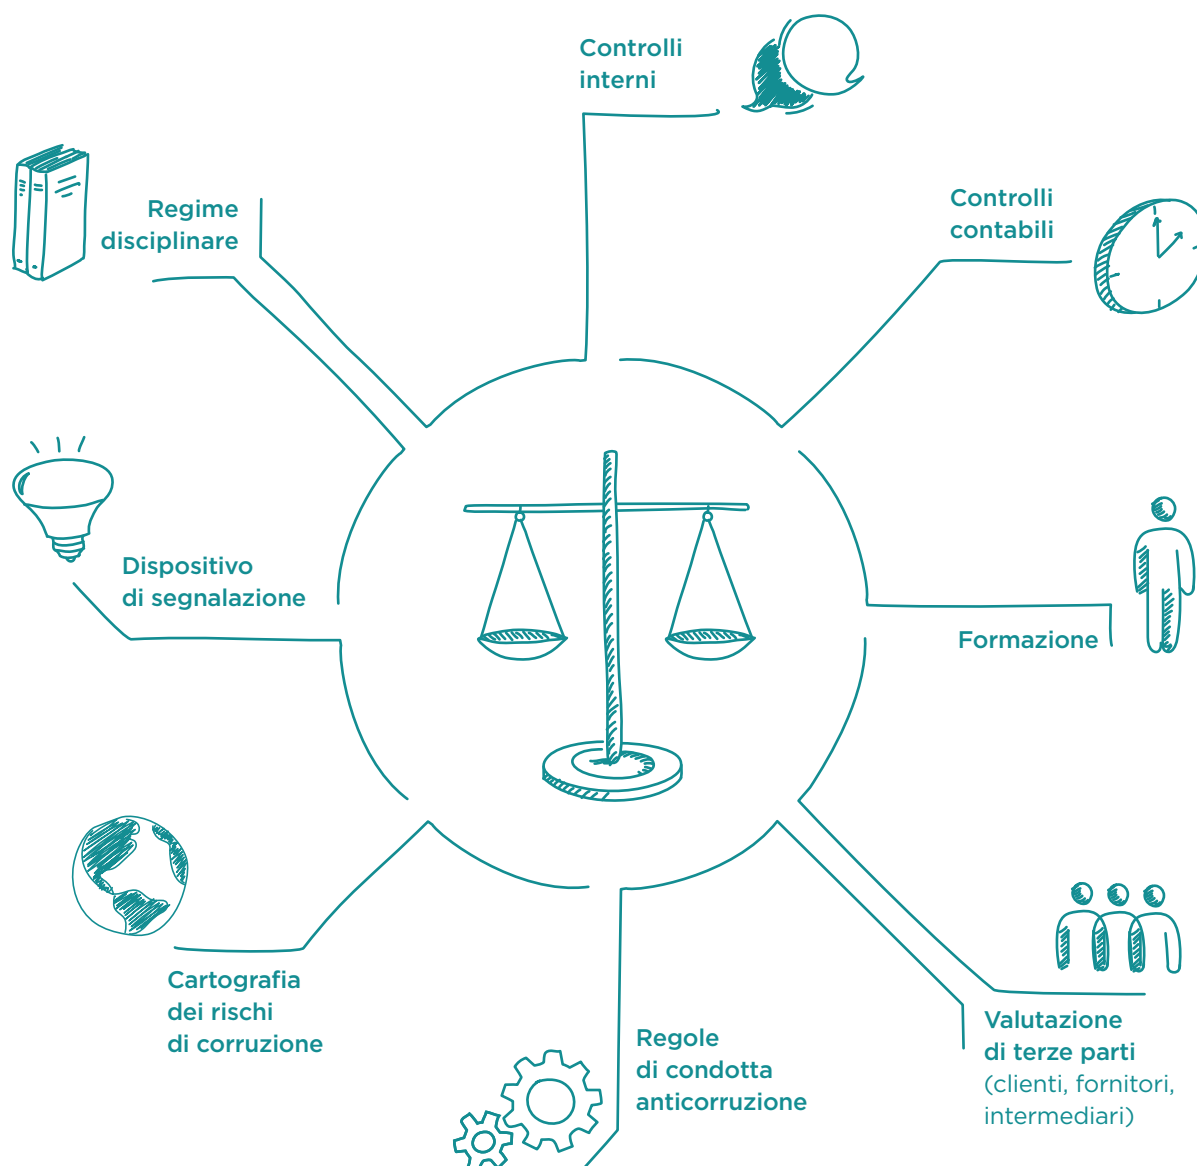 Controlli
interni
Controlli
contabili
Regime
disciplinare
Dispositivo
di segnalazione
Formazione
Cartografia
dei rischi
di corruzione
Regole
di condotta
anticorruzione
Valutazione
di terze parti
(clienti, fornitori,
intermediari)